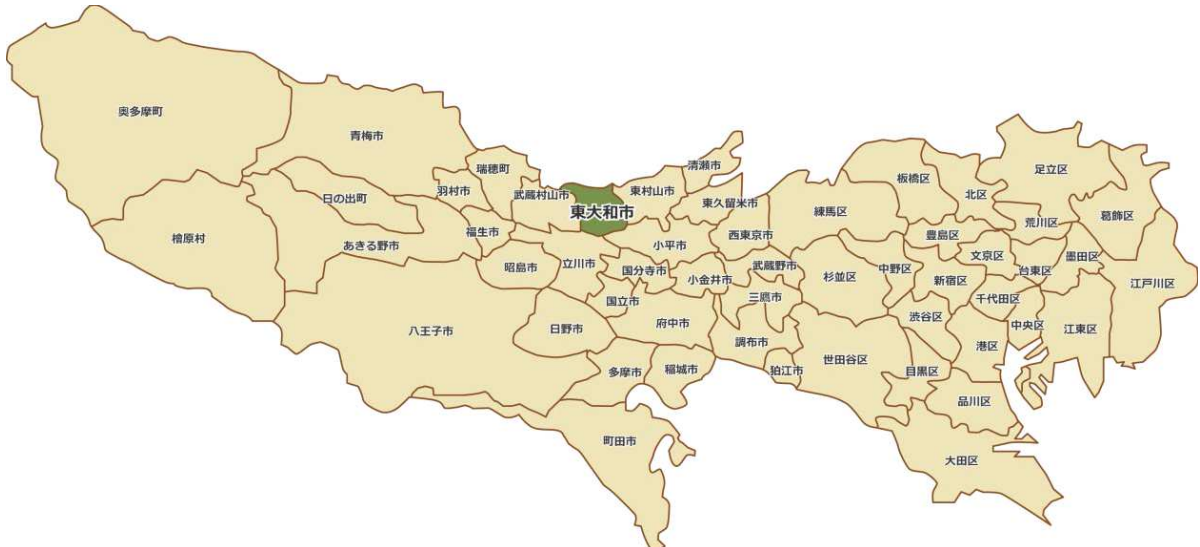 奥多摩町
青梅市
瑞穂町
清瀬市
足立区
羽村市
武蔵村山市
東村山市
板橋区
北区
日の出町
東大和市
東久留米市
練馬区
荒川区
葛飾区
檜原村
あきる野市
福生市
小平市
西東京市
豊島区
文京区
墨田区
昭島市
立川市
国分寺市
小金井市
武蔵野市
杉並区
中野区
新宿区
台東区
江戸川区
国立市
三鷹市
千代田区
八王子市
日野市
府中市
渋谷区
中央区
江東区
調布市
世田谷区
港区
多摩市
稲城市
狛江市
目黒区
品川区
町田市
大田区